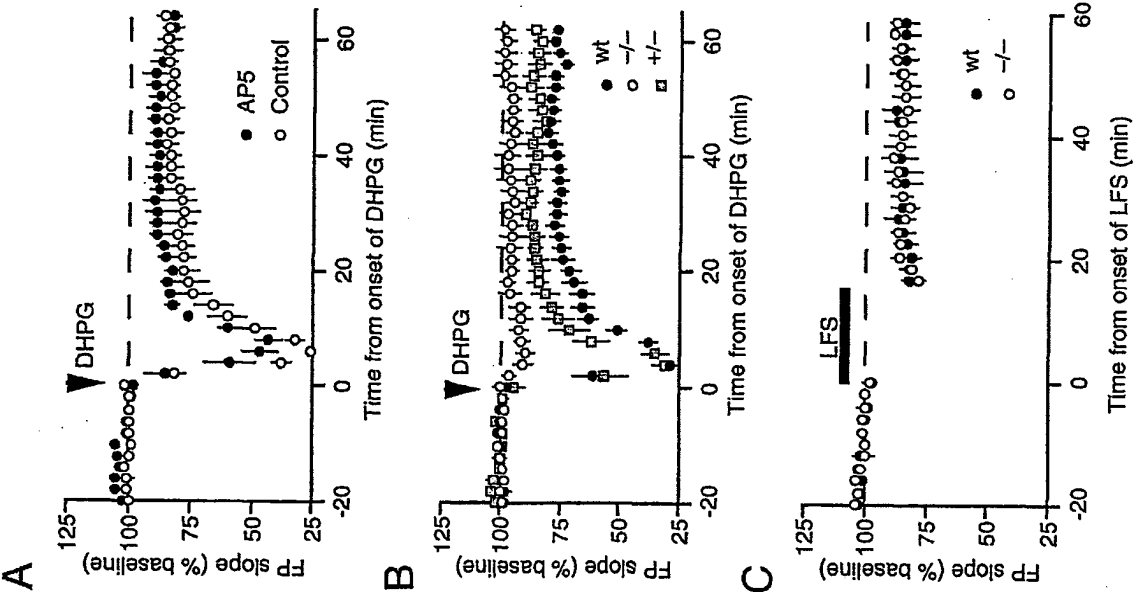 A
DHPG
FP slope (% baseline)
125
100
75
50
25
-20
0
20
40
60
Time from onset of DHPG (min)
AP5
Control
B
DHPG
FP slope (% baseline)
125
100
75
50
25
-20
0
20
40
60
Time from onset of DHPG (min)
wt
-/-
+/-
C
LFS
FP slope (% baseline)
125
100
75
50
25
-20
0
20
40
60
Time from onset of LFS (min)
wt
-/-